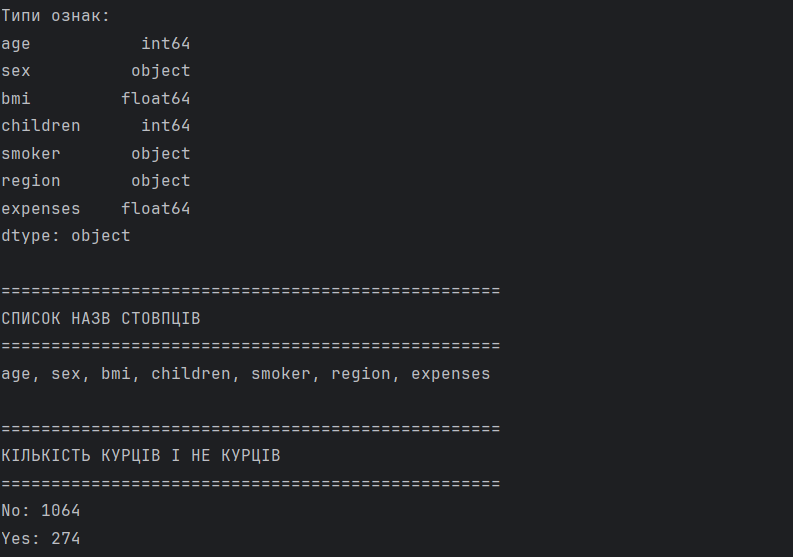 Типи ознак:
age           int64
sex          object
bmi         float64
children      int64
smoker       object
region       object
expenses    float64
dtype: object
==================================================
СПИСОК НАЗВ СТОВПЦІВ
==================================================
age, sex, bmi, children, smoker, region, expenses
==================================================
КІЛЬКІСТЬ КУРЦІВ І НЕ КУРЦІВ
==================================================
No: 1064
Yes: 274